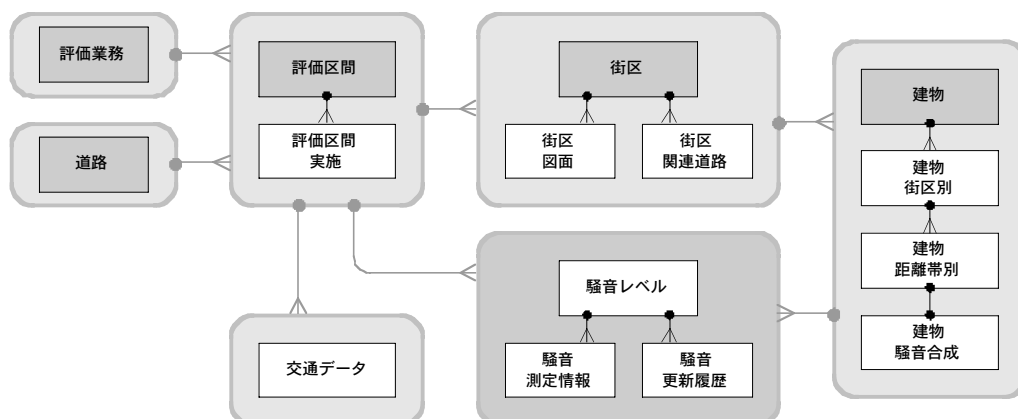 評価業務
道路
評価区間
評価区間
実施
街区
街区
図面
街区
関連道路
建物
建物
街区別
建物
距離帯別
建物
騒音合成
騒音レベル
騒音
測定情報
騒音
更新履歴
交通データ